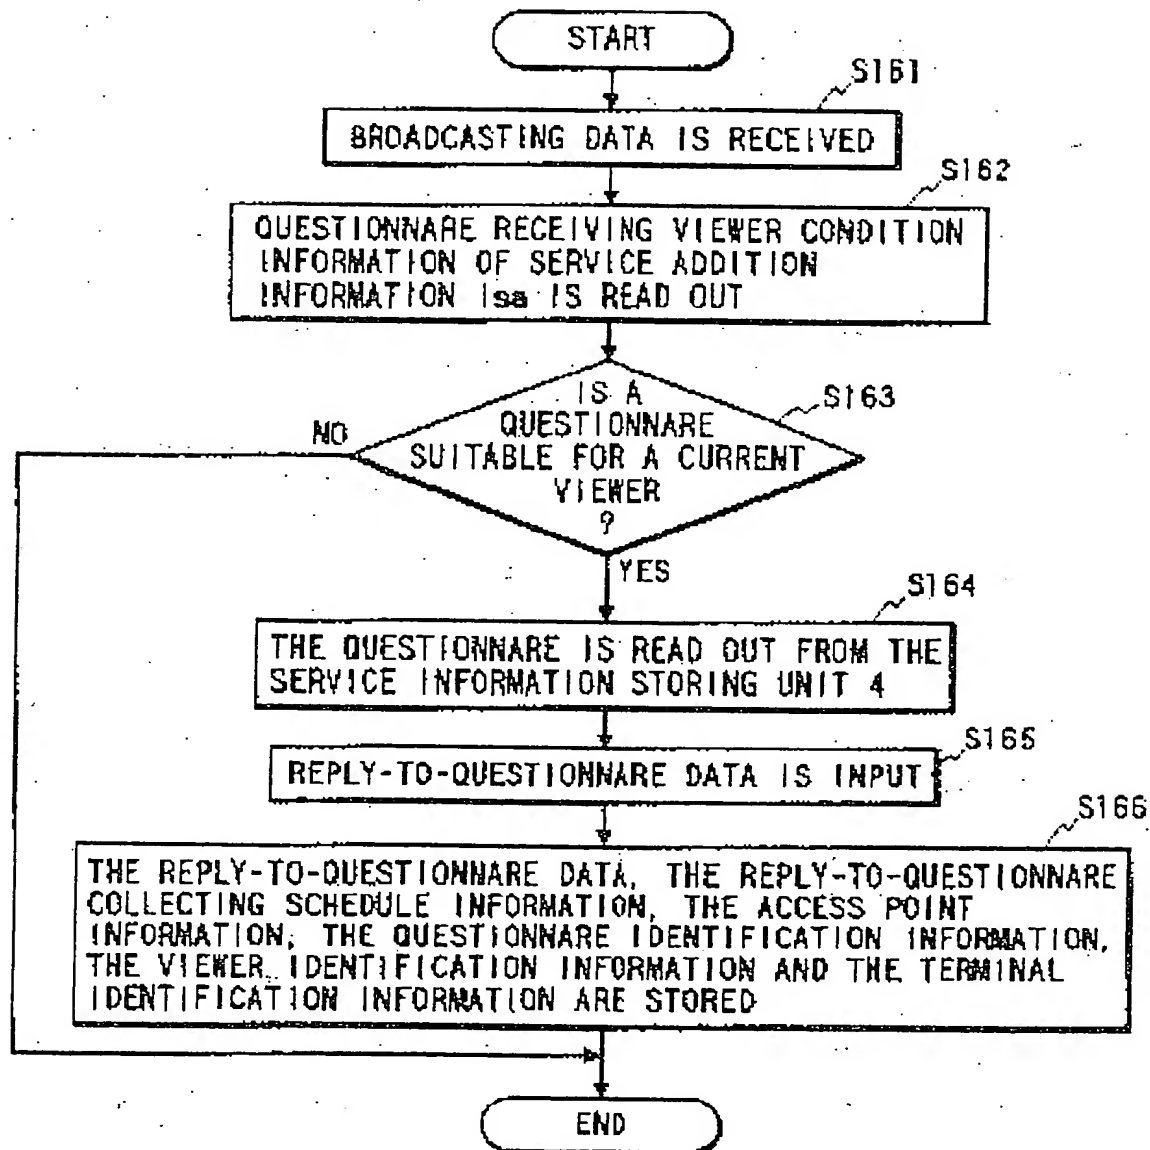 START
S161
BROADCASTING DATA IS RECEIVED
S162
QUESTIONNARE RECEIVING VIEWER CONDITION
INFORMATION OF SERVICE ADDITION
INFORMATION Isa IS READ OUT
S163
IS A
QUESTIONNARE
SUITABLE FOR A CURRENT
VIEWER
?
NO
YES
S164
THE QUESTIONNARE IS READ OUT FROM THE
SERVICE INFORMATION STORING UNIT 4
S165
REPLY-TO-QUESTIONNARE DATA IS INPUT
S166
THE REPLY-TO-QUESTIONNARE DATA, THE REPLY-TO-QUESTIONNARE
COLLECTING SCHEDULE INFORMATION, THE ACCESS POINT
INFORMATION, THE QUESTIONNARE IDENTIFICATION INFORMATION,
THE VIEWER IDENTIFICATION INFORMATION AND THE TERMINAL
IDENTIFICATION INFORMATION ARE STORED
END